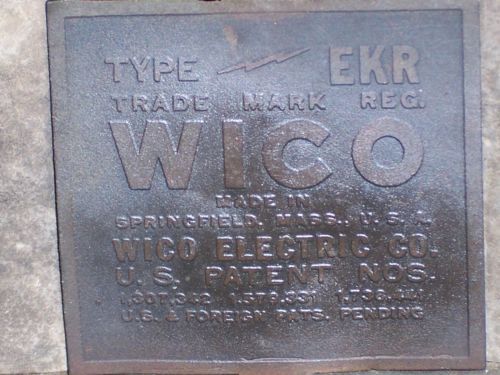 TYPE EKR
TRADE MARK REG.
WICO
MADE IN
SPRINGFIELD, MASS., U.S.A.
WICO ELECTRIC CO.
U.S. PATENT NOS.
U.S. & FOREIGN PATS. PENDING